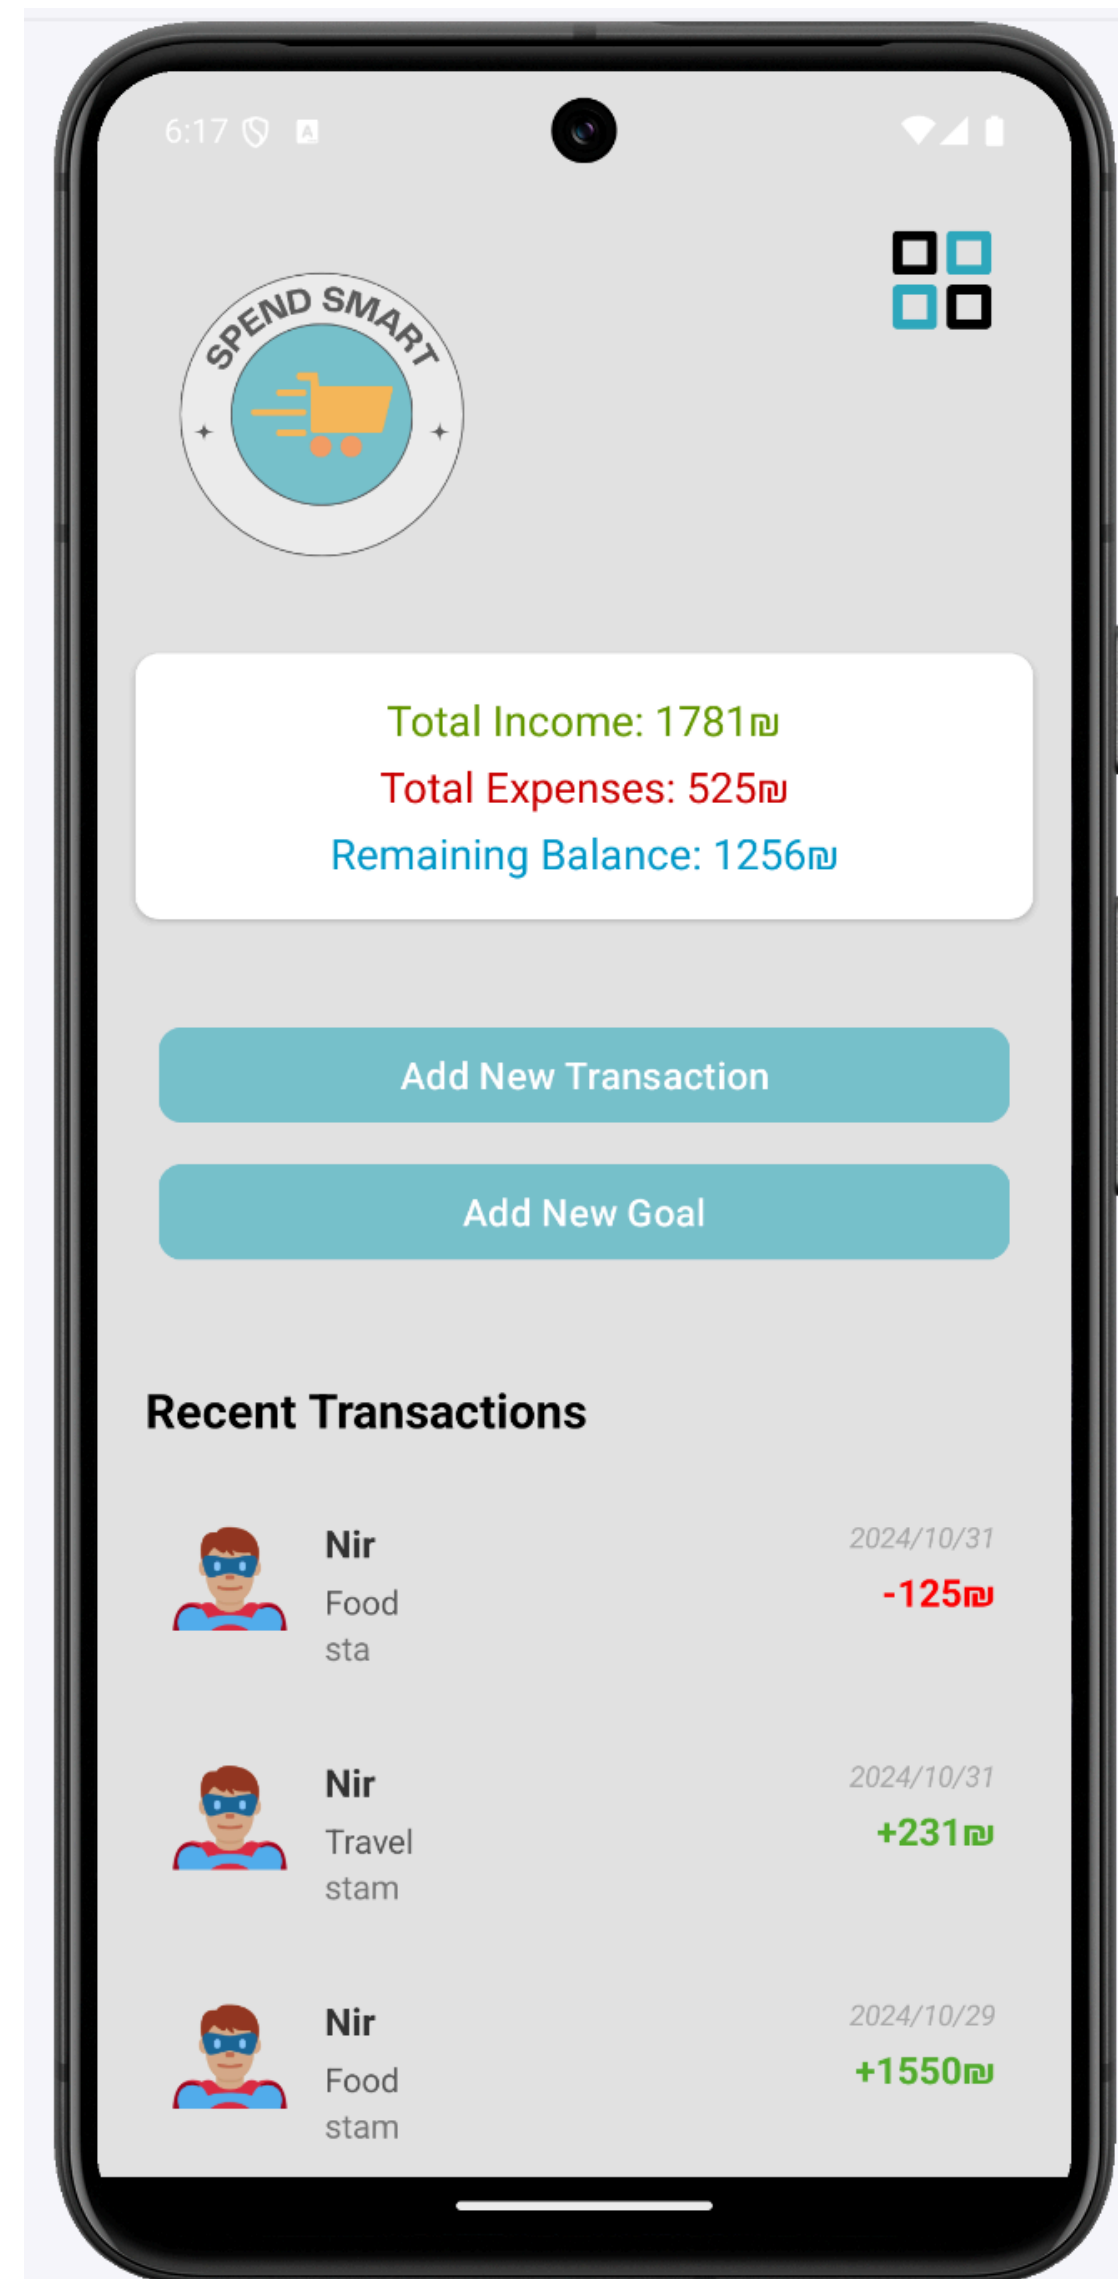 6:17
SPEND SMART
Total Income: 1781₪
Total Expenses: 525₪
Remaining Balance: 1256₪
Add New Transaction
Add New Goal
Recent Transactions
Nir
2024/10/31
Food
-125₪
sta
Nir
2024/10/31
Travel
+231₪
stam
Nir
2024/10/29
Food
+1550₪
stam